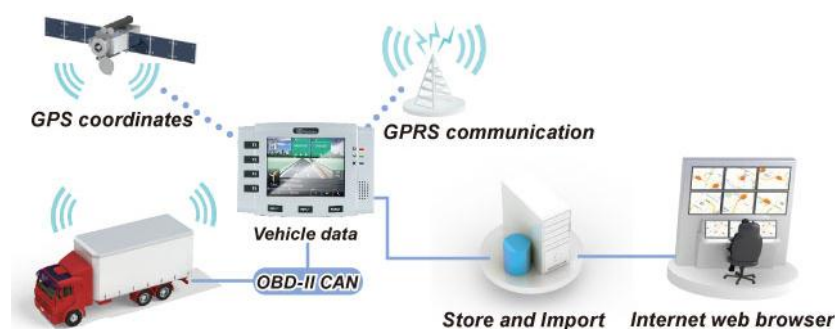 GPS coordinates
GPRS communication
Vehicle data
OBD-II CAN
Store and Import
Internet web browser